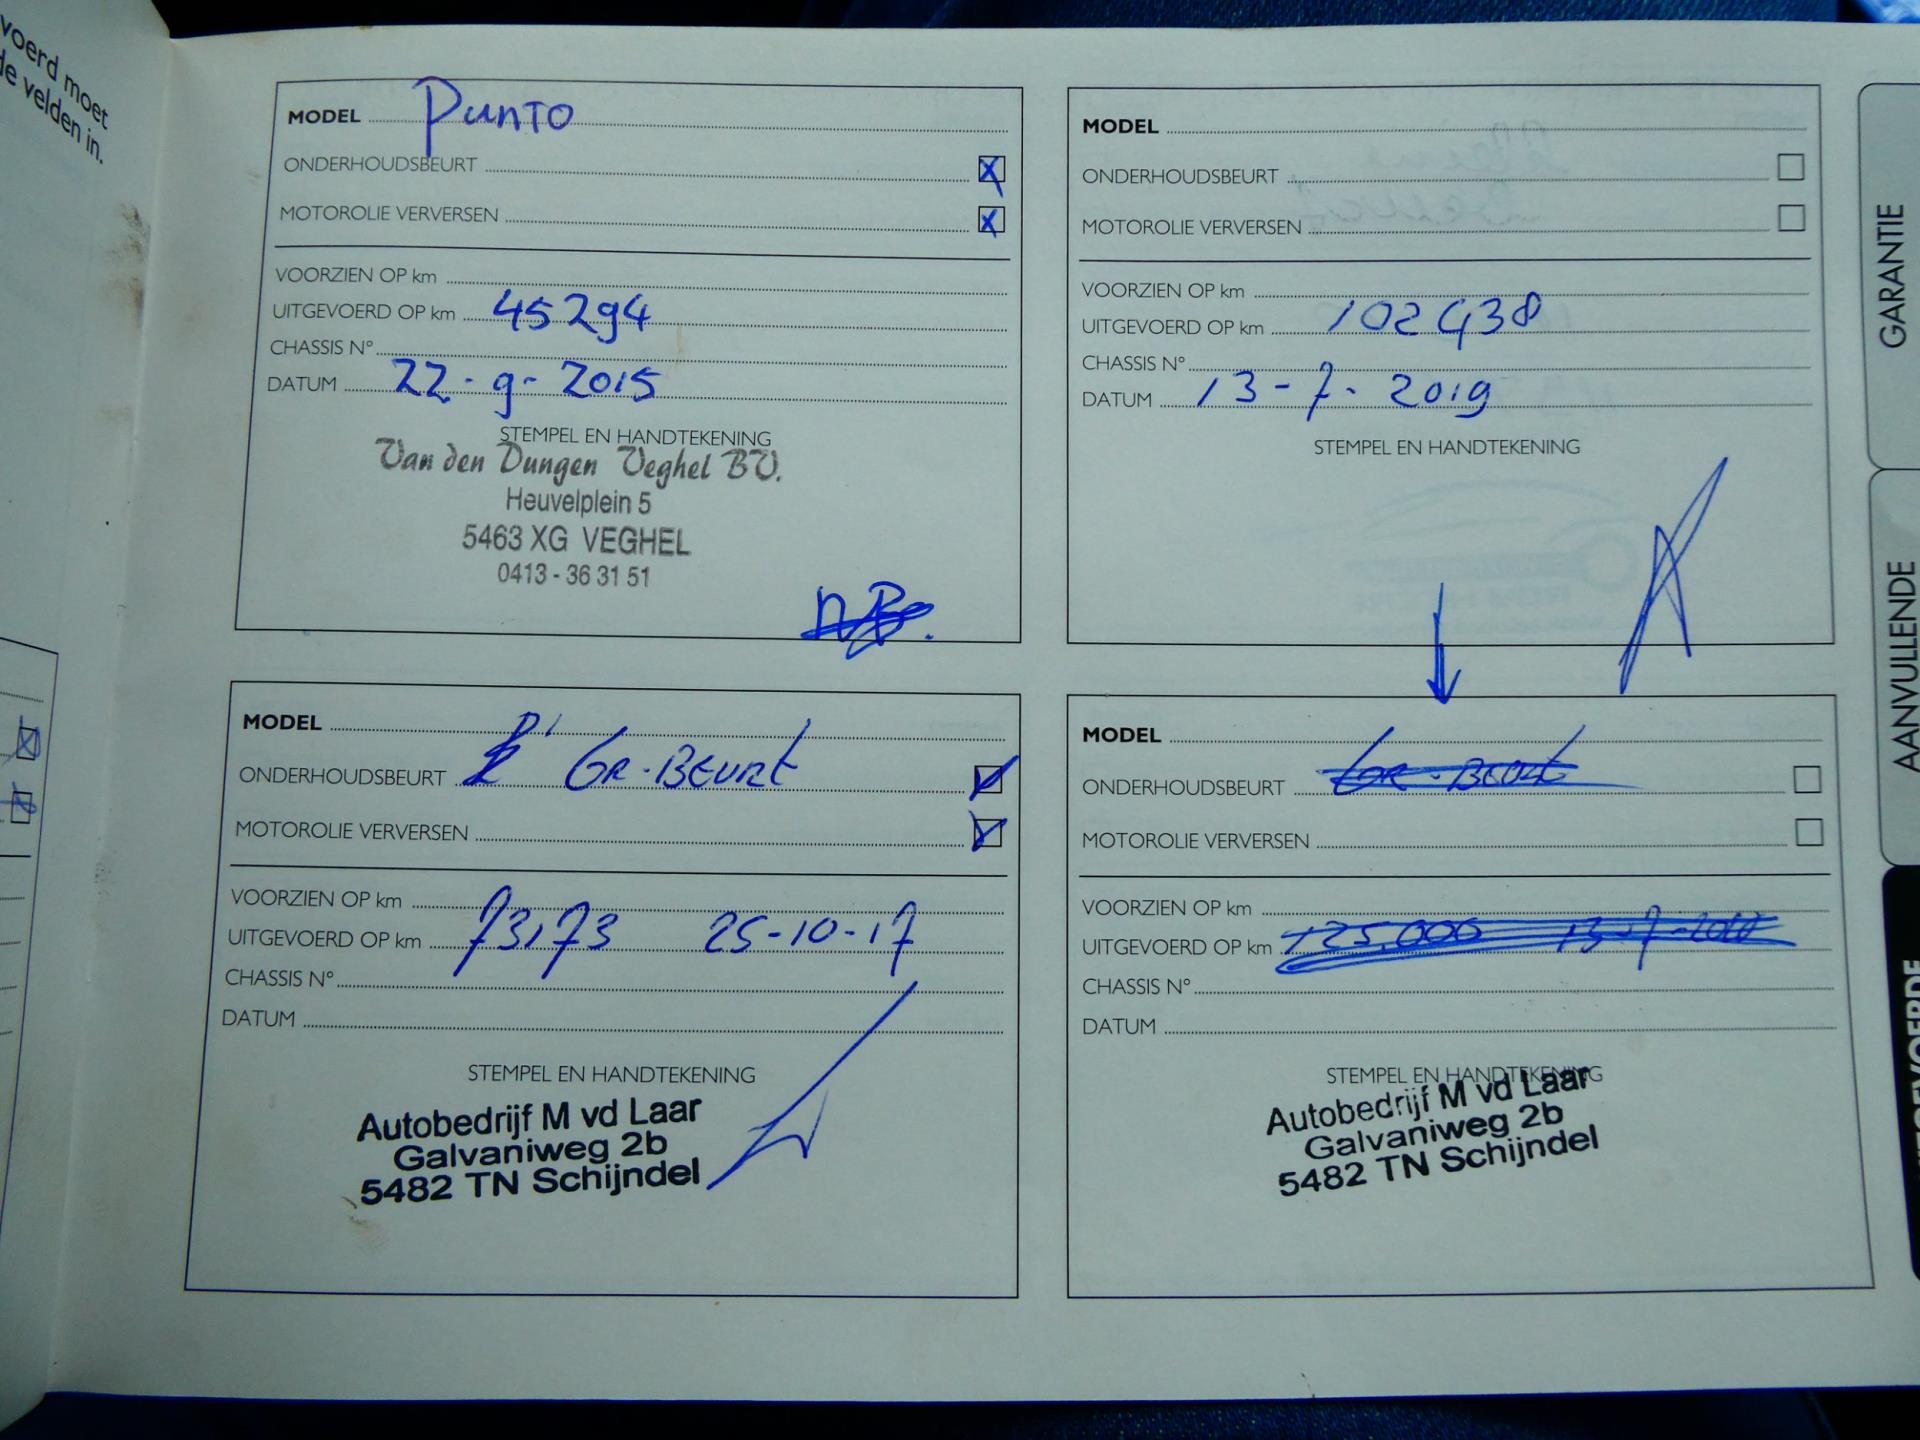 voerd moet
de velden in.
MODEL Punto
ONDERHOUDSBEURT
MOTOROLIE VERVERSEN
VOORZIEN OP km
UITGEVOERD OP km 45294
CHASSIS N°
DATUM 22-9-2015
STEMPEL EN HANDTEKENING
Van den Dungen Veghel BV.
Heuvelplein 5
5463 XG VEGHEL
0413 - 36 31 51
MODEL
ONDERHOUDSBEURT
MOTOROLIE VERVERSEN
VOORZIEN OP km
UITGEVOERD OP km 102438
CHASSIS N°
DATUM 13-7-2019
STEMPEL EN HANDTEKENING
MODEL
ONDERHOUDSBEURT GR-BEURT
MOTOROLIE VERVERSEN
VOORZIEN OP km
UITGEVOERD OP km 73173 25-10-17
CHASSIS N°
DATUM
STEMPEL EN HANDTEKENING
Autobedrijf M vd Laar
Galvaniweg 2b
5482 TN Schijndel
MODEL
ONDERHOUDSBEURT GR-BEURT
MOTOROLIE VERVERSEN
VOORZIEN OP km
UITGEVOERD OP km 125.000
CHASSIS N°
DATUM
STEMPEL EN HANDTEKENING
Autobedrijf M vd Laar
Galvaniweg 2b
5482 TN Schijndel
GARANTIE
AANVULLENDE